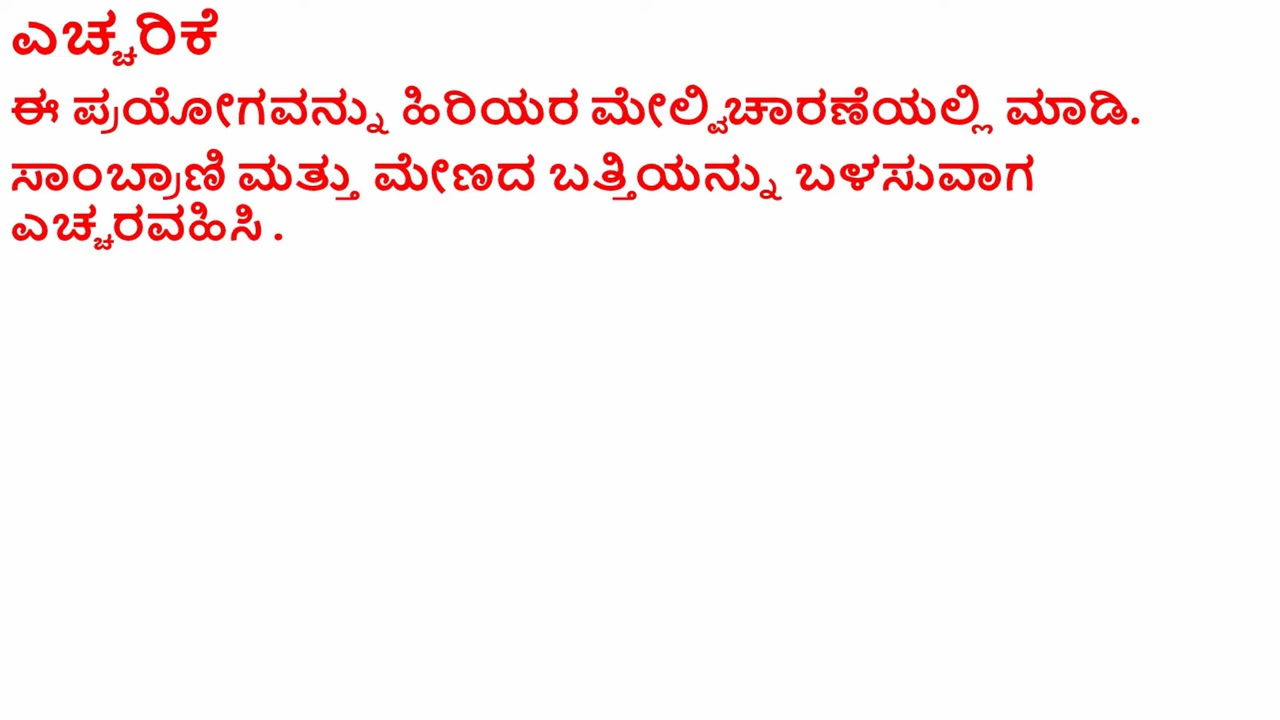 ಎಚ್ಚರಿಕೆ
ಈ ಪ್ರಯೋಗವನ್ನು ಹಿರಿಯರ ಮೇಲ್ವಿಚಾರಣೆಯಲ್ಲಿ ಮಾಡಿ.
ಸಾಂಬ್ರಾಣಿ ಮತ್ತು ಮೇಣದ ಬತ್ತಿಯನ್ನು ಬಳಸುವಾಗ
ಎಚ್ಚರವಹಿಸಿ .